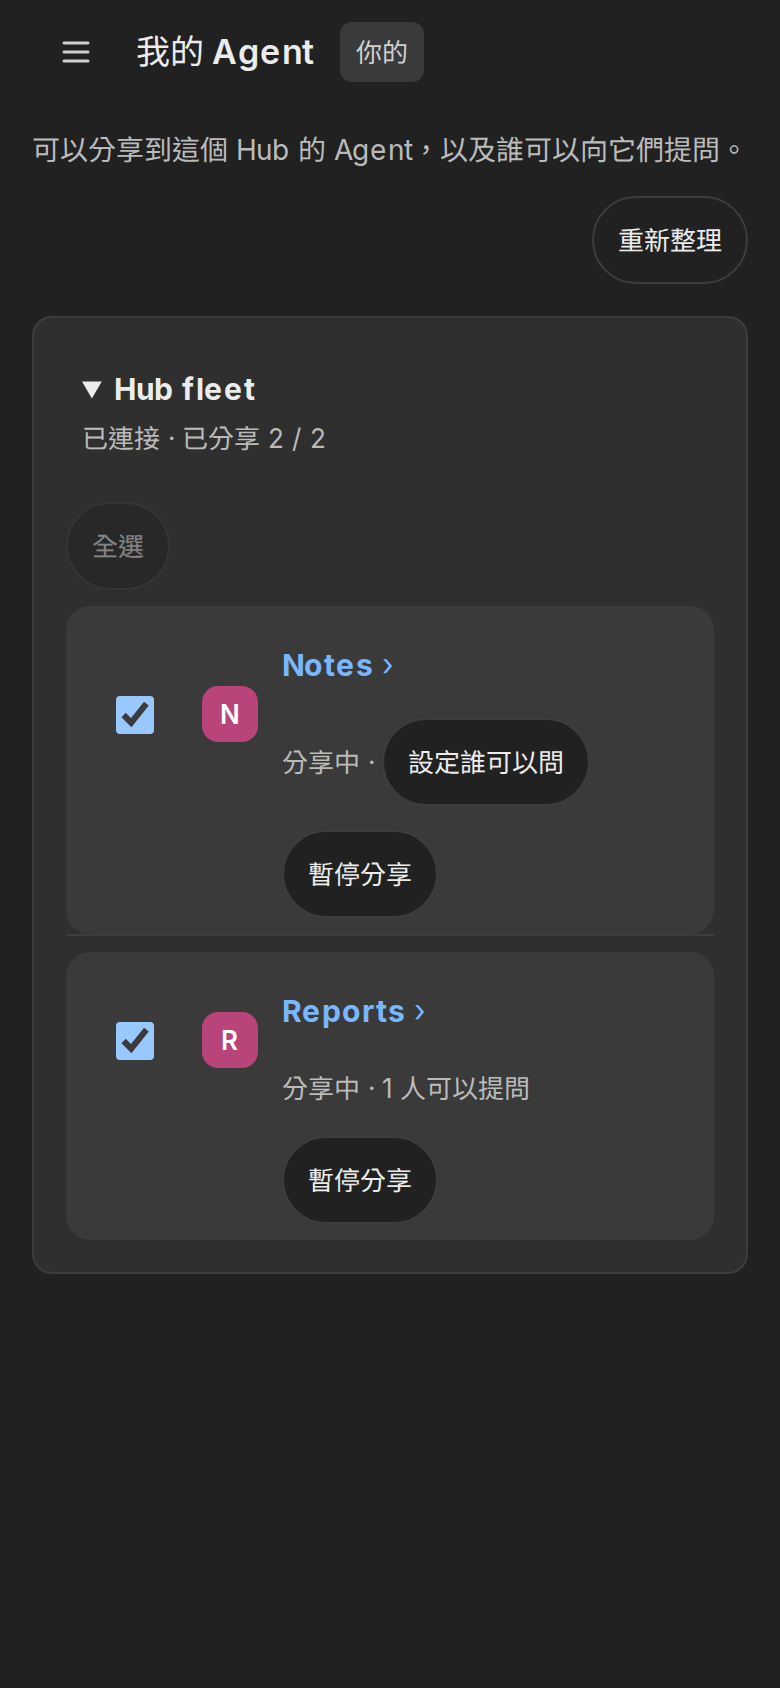 我的 Agent 你的
可以分享到這個 Hub 的 Agent，以及誰可以向它們提問。
重新整理
▼ Hub fleet
已連接 · 已分享 2 / 2
全選
Notes ›
N
分享中 · 設定誰可以問
暫停分享
Reports ›
R
分享中 · 1 人可以提問
暫停分享